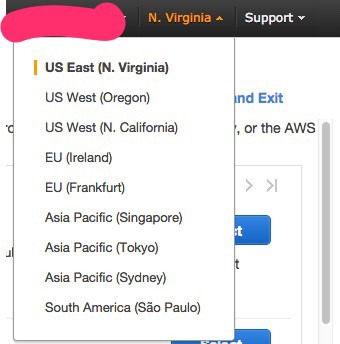 N. Virginia Support
US East (N. Virginia)
US West (Oregon)
and Exit
US West (N. California)
, or the AWS
EU (Ireland)
EU (Frankfurt)
Asia Pacific (Singapore)
Asia Pacific (Tokyo)
Asia Pacific (Sydney)
South America (São Paulo)